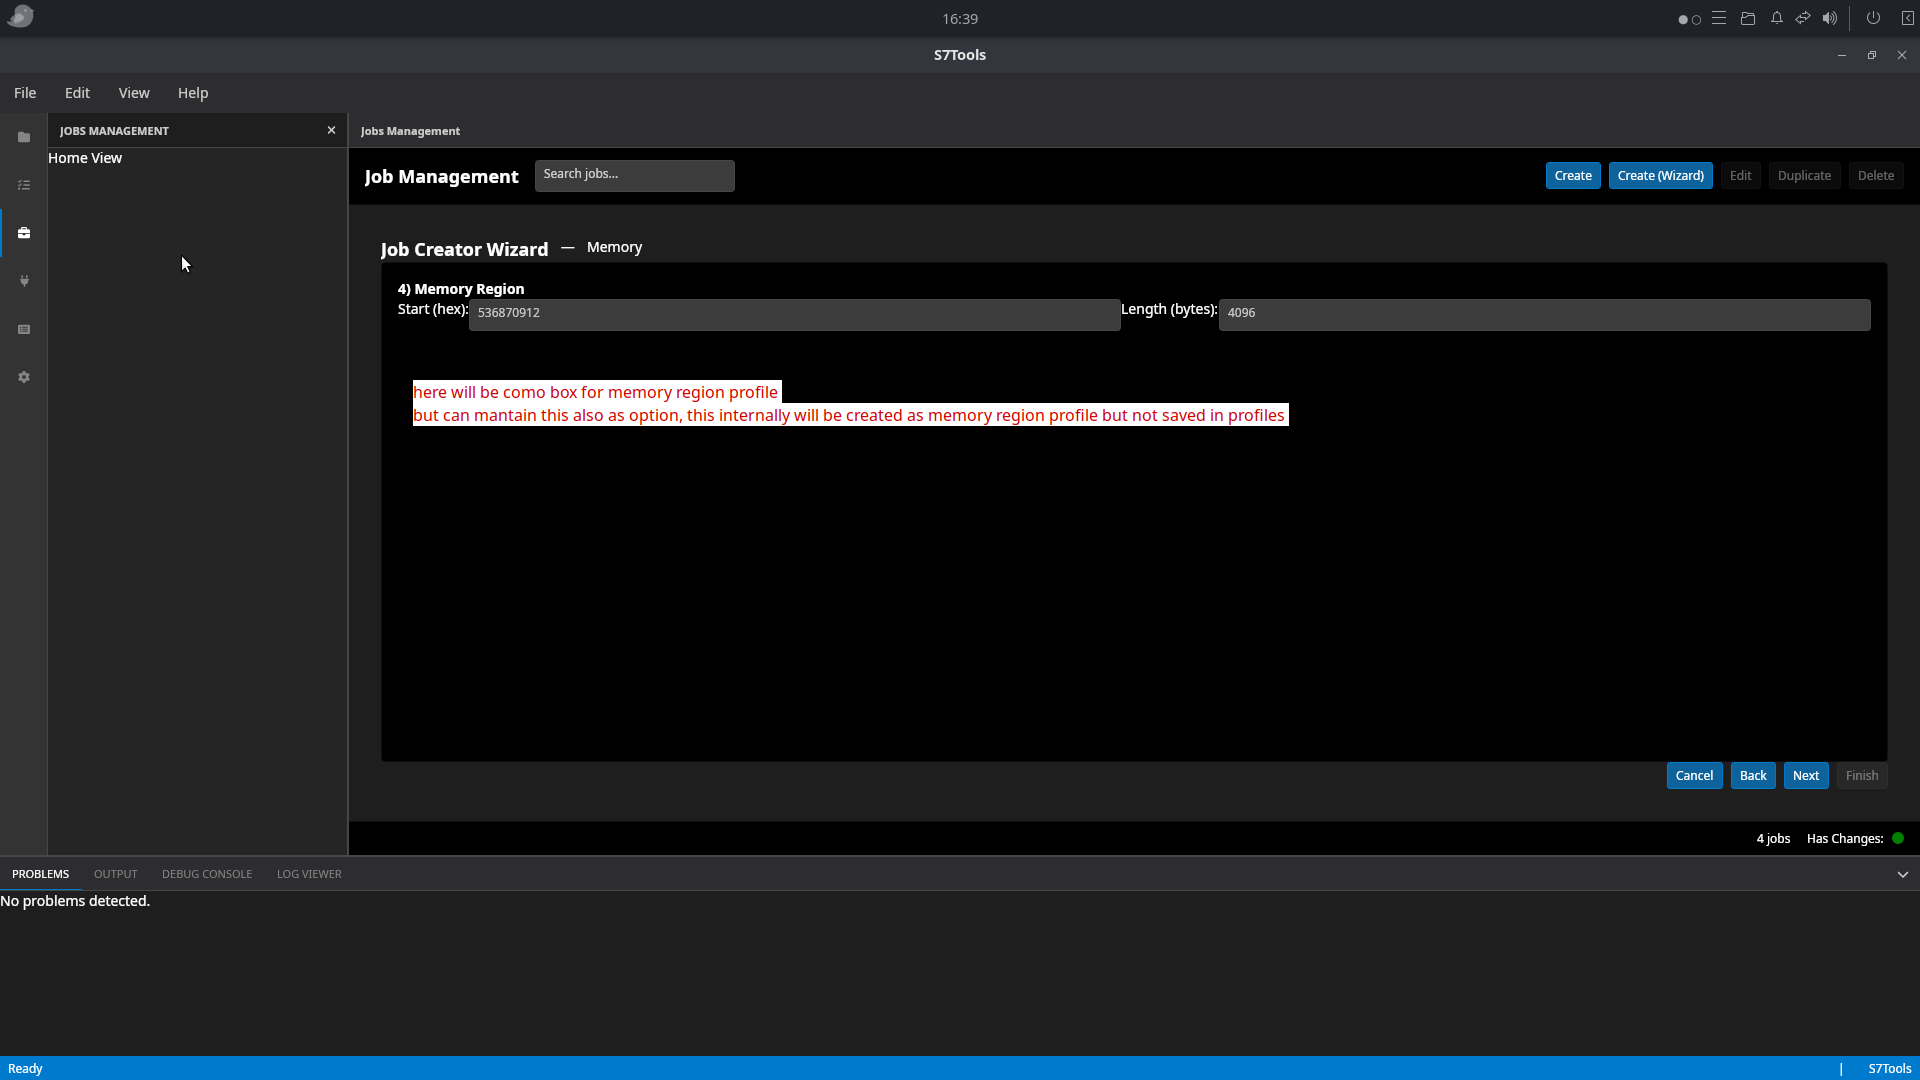 16:39
S7Tools
File Edit View Help
JOBS MANAGEMENT
Jobs Management
Home View
Job Management Search jobs... Create Create (Wizard) Edit Duplicate Delete
Job Creator Wizard — Memory
4) Memory Region
Start (hex): 536870912 Length (bytes): 4096
here will be como box for memory region profile
but can mantain this also as option, this internally will be created as memory region profile but not saved in profiles
Cancel Back Next Finish
4 jobs Has Changes:
PROBLEMS OUTPUT DEBUG CONSOLE LOG VIEWER
No problems detected.
Ready | S7Tools